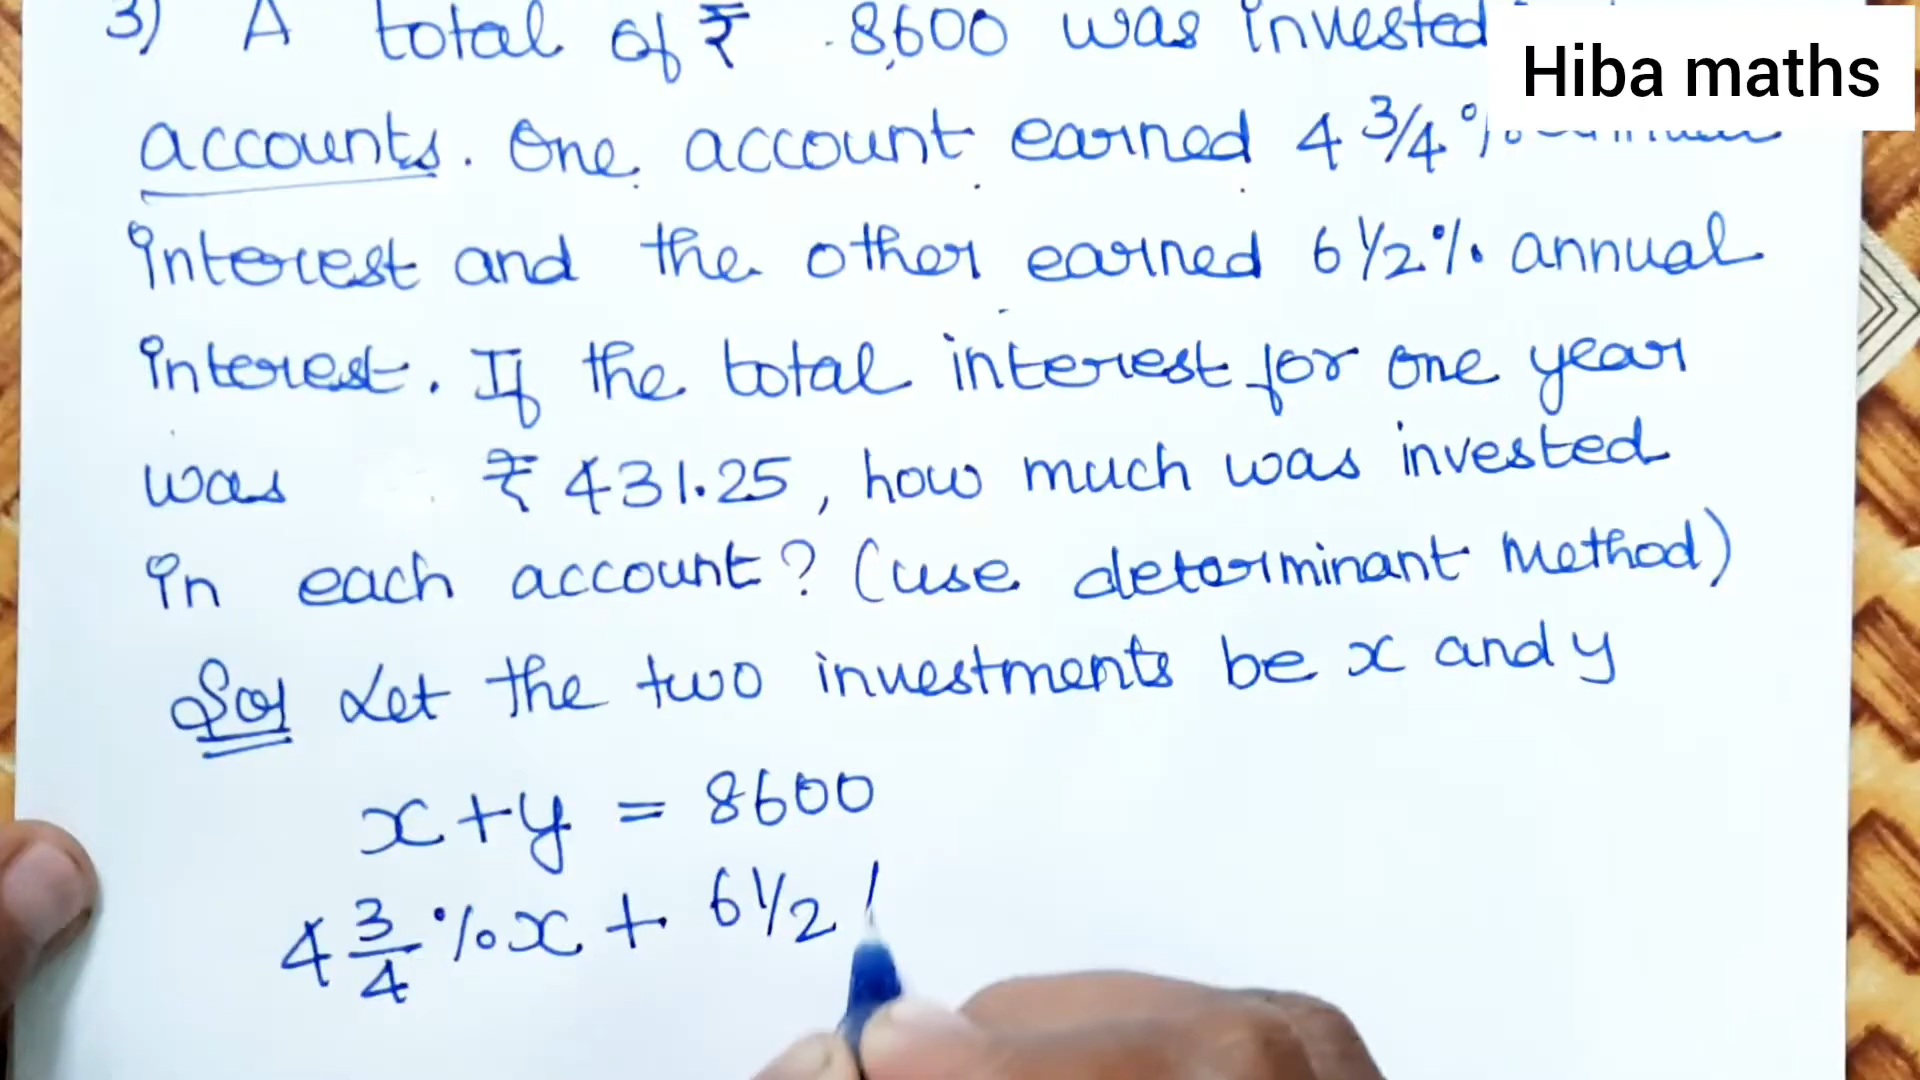 3) A total of ₹ 8,600 was invested
Hiba maths
accounts. One account earned 4 3/4 %
interest and the other earned 6 1/2 % annual
interest. If the total interest for one year
was ₹ 431.25, how much was invested
in each account? (use determinant Method)
Sol Let the two investments be x and y
x + y = 8600
4 3/4 % x + 6 1/2